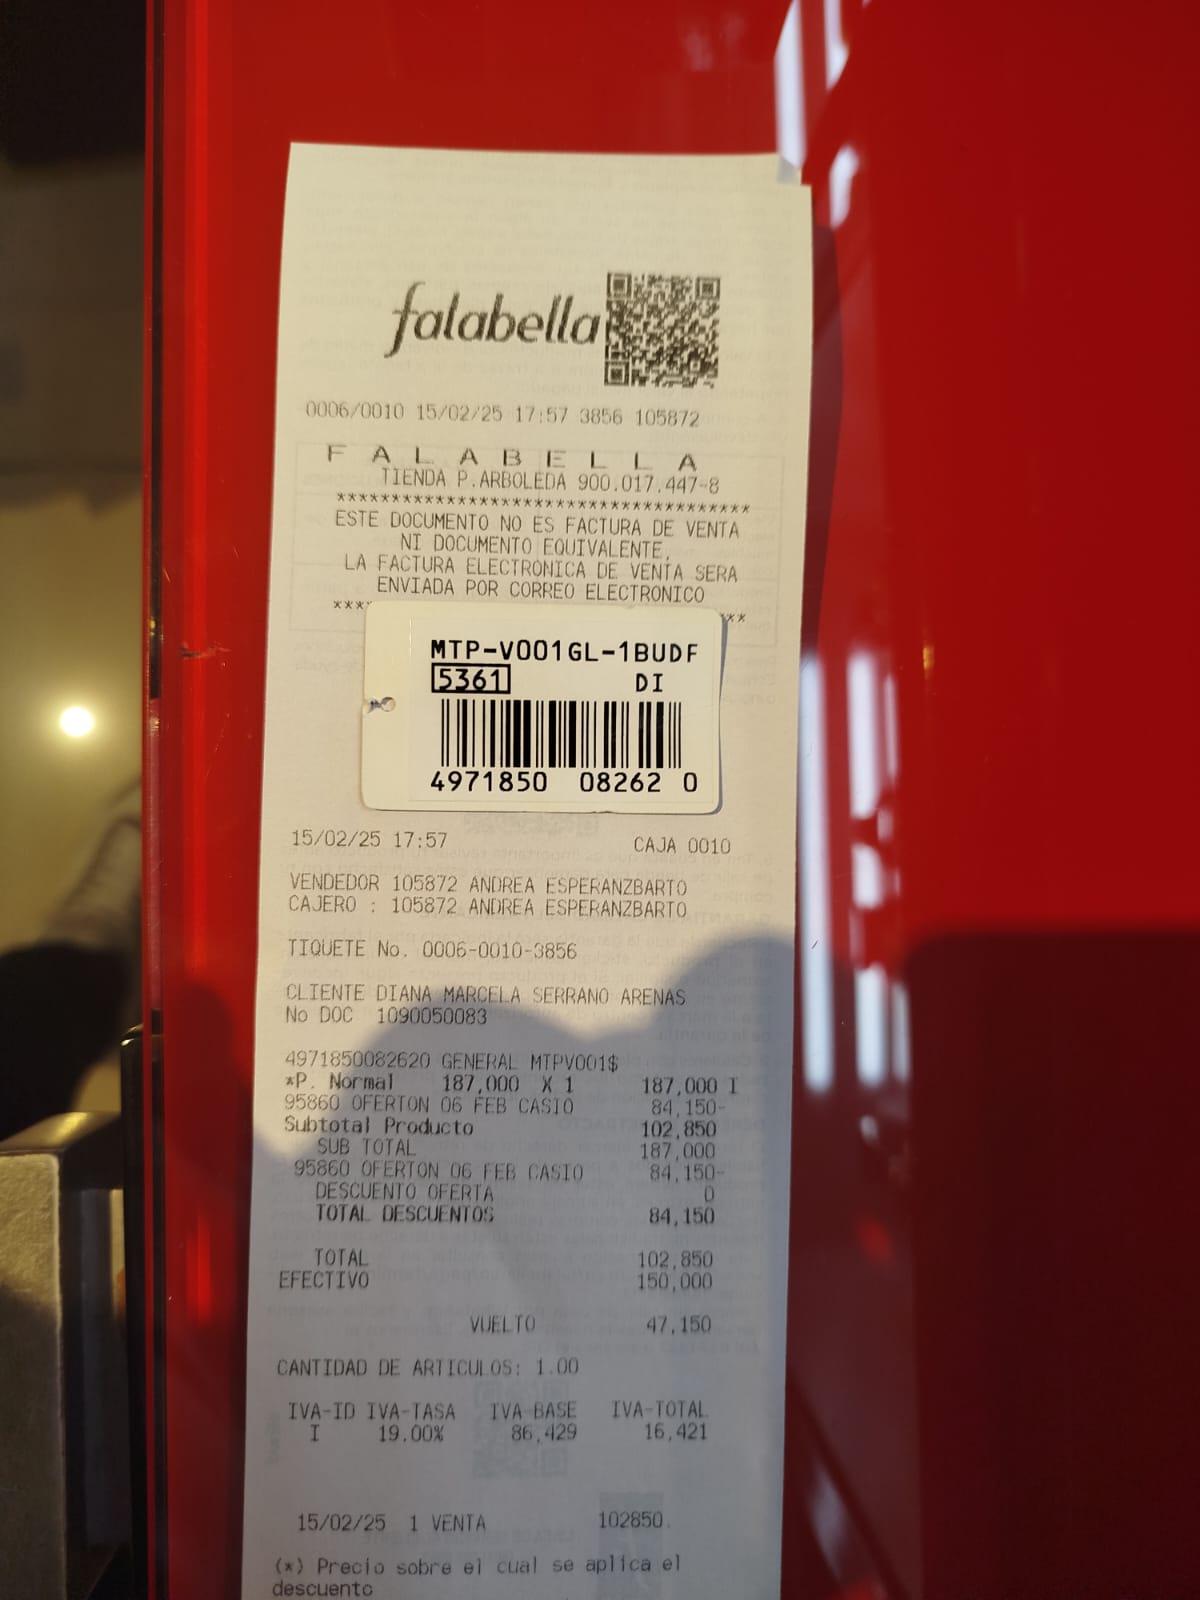 falabella
0006/0010 15/02/25 17:57 3856 105872
F A L A B E L L A
TIENDA P.ARBOLEDA 900.017.447-8
**************************************
ESTE DOCUMENTO NO ES FACTURA DE VENTA
NI DOCUMENTO EQUIVALENTE,
LA FACTURA ELECTRONICA DE VENTA SERA
ENVIADA POR CORREO ELECTRONICO
MTP-V001GL-1BUDF
5361 DI
4971850 08262 0
15/02/25 17:57 CAJA 0010
VENDEDOR 105872 ANDREA ESPERANZBARTO
CAJERO : 105872 ANDREA ESPERANZBARTO
TIQUETE No. 0006-0010-3856
CLIENTE DIANA MARCELA SERRANO ARENAS
No DOC 1090050083
4971850082620 GENERAL MTPV001$
*P. Normal 187,000 X 1 187,000 I
95860 OFERTON 06 FEB CASIO 84,150-
Subtotal Producto 102,850
SUB TOTAL 187,000
95860 OFERTON 06 FEB CASIO 84,150-
DESCUENTO OFERTA 0
TOTAL DESCUENTOS 84,150
TOTAL 102,850
EFECTIVO 150,000
VUELTO 47,150
CANTIDAD DE ARTICULOS: 1.00
IVA-ID IVA-TASA IVA-BASE IVA-TOTAL
I 19.00% 86,429 16,421
15/02/25 1 VENTA 102850.
(*) Precio sobre el cual se aplica el
descuento